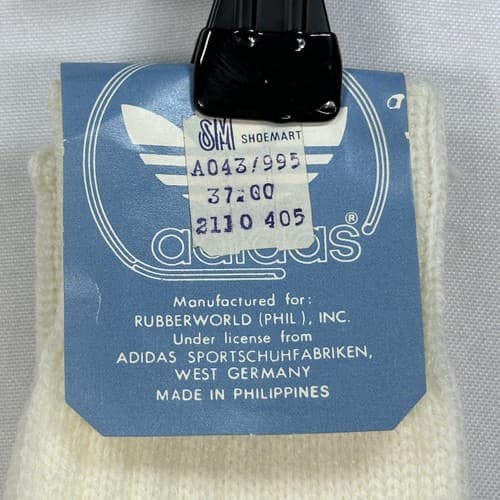 SM SHOEMART
A043/995
37.00
2110 405
adidas®
Manufactured for:
RUBBERWORLD (PHIL), INC.
Under license from
ADIDAS SPORTSCHUHFABRIKEN,
WEST GERMANY
MADE IN PHILIPPINES